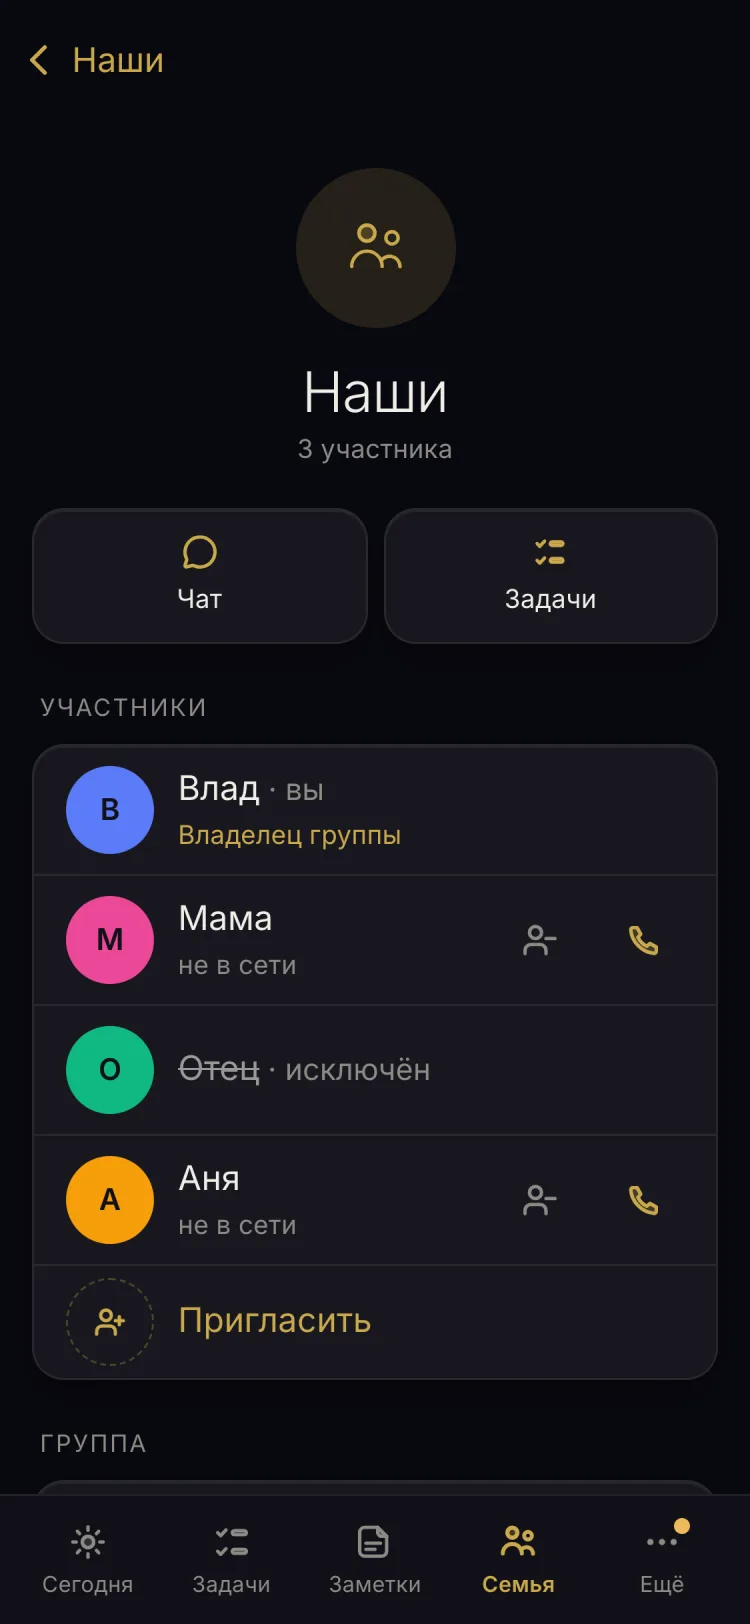 Наши
Наши
3 участника
Чат
Задачи
УЧАСТНИКИ
В
Влад · вы
Владелец группы
М
Мама
не в сети
О
Отец · исключён
А
Аня
не в сети
Пригласить
ГРУППА
Сегодня
Задачи
Заметки
Семья
Ещё